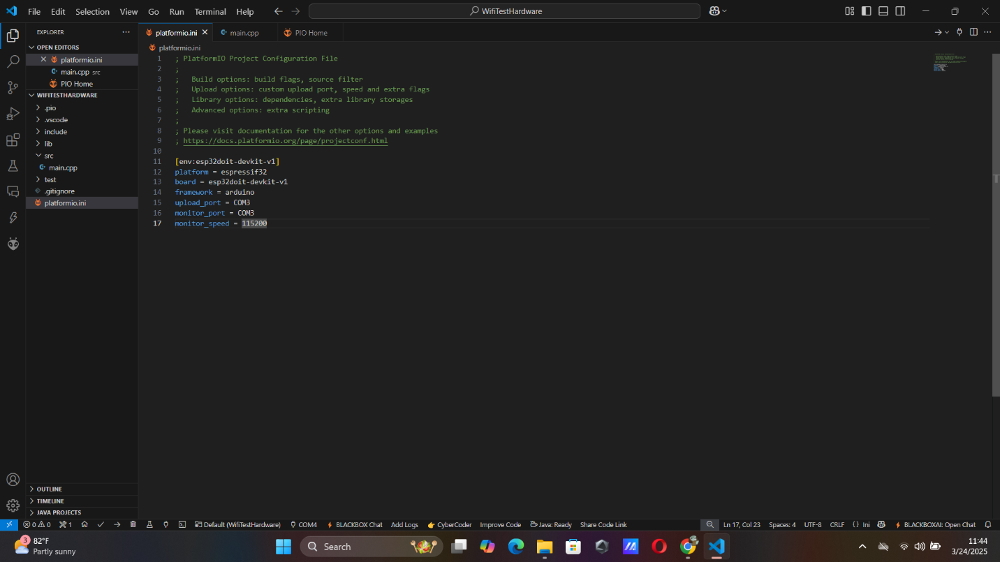 File Edit Selection View Go Run Terminal Help
WifiTestHardware
EXPLORER
OPEN EDITORS
platformio.ini
main.cpp src
PIO Home
WIFITESTHARDWARE
.pio
.vscode
include
lib
src
main.cpp
test
.gitignore
platformio.ini
OUTLINE
TIMELINE
JAVA PROJECTS
platformio.ini main.cpp PIO Home
platformio.ini
1 ; PlatformIO Project Configuration File
2 ;
3 ;   Build options: build flags, source filter
4 ;   Upload options: custom upload port, speed and extra flags
5 ;   Library options: dependencies, extra library storages
6 ;   Advanced options: extra scripting
7 ;
8 ; Please visit documentation for the other options and examples
9 ; https://docs.platformio.org/page/projectconf.html
10
11 [env:esp32doit-devkit-v1]
12 platform = espressif32
13 board = esp32doit-devkit-v1
14 framework = arduino
15 upload_port = COM3
16 monitor_port = COM3
17 monitor_speed = 115200
0 0 1 Default (WifiTestHardware) COM4 BLACKBOX Chat Add Logs CyberCoder Improve Code Java: Ready Share Code Link Ln 17, Col 23 Spaces: 4 UTF-8 CRLF {} Ini BLACKBOXAI: Open Chat
3 82°F
Partly sunny
Search
11:44
3/24/2025